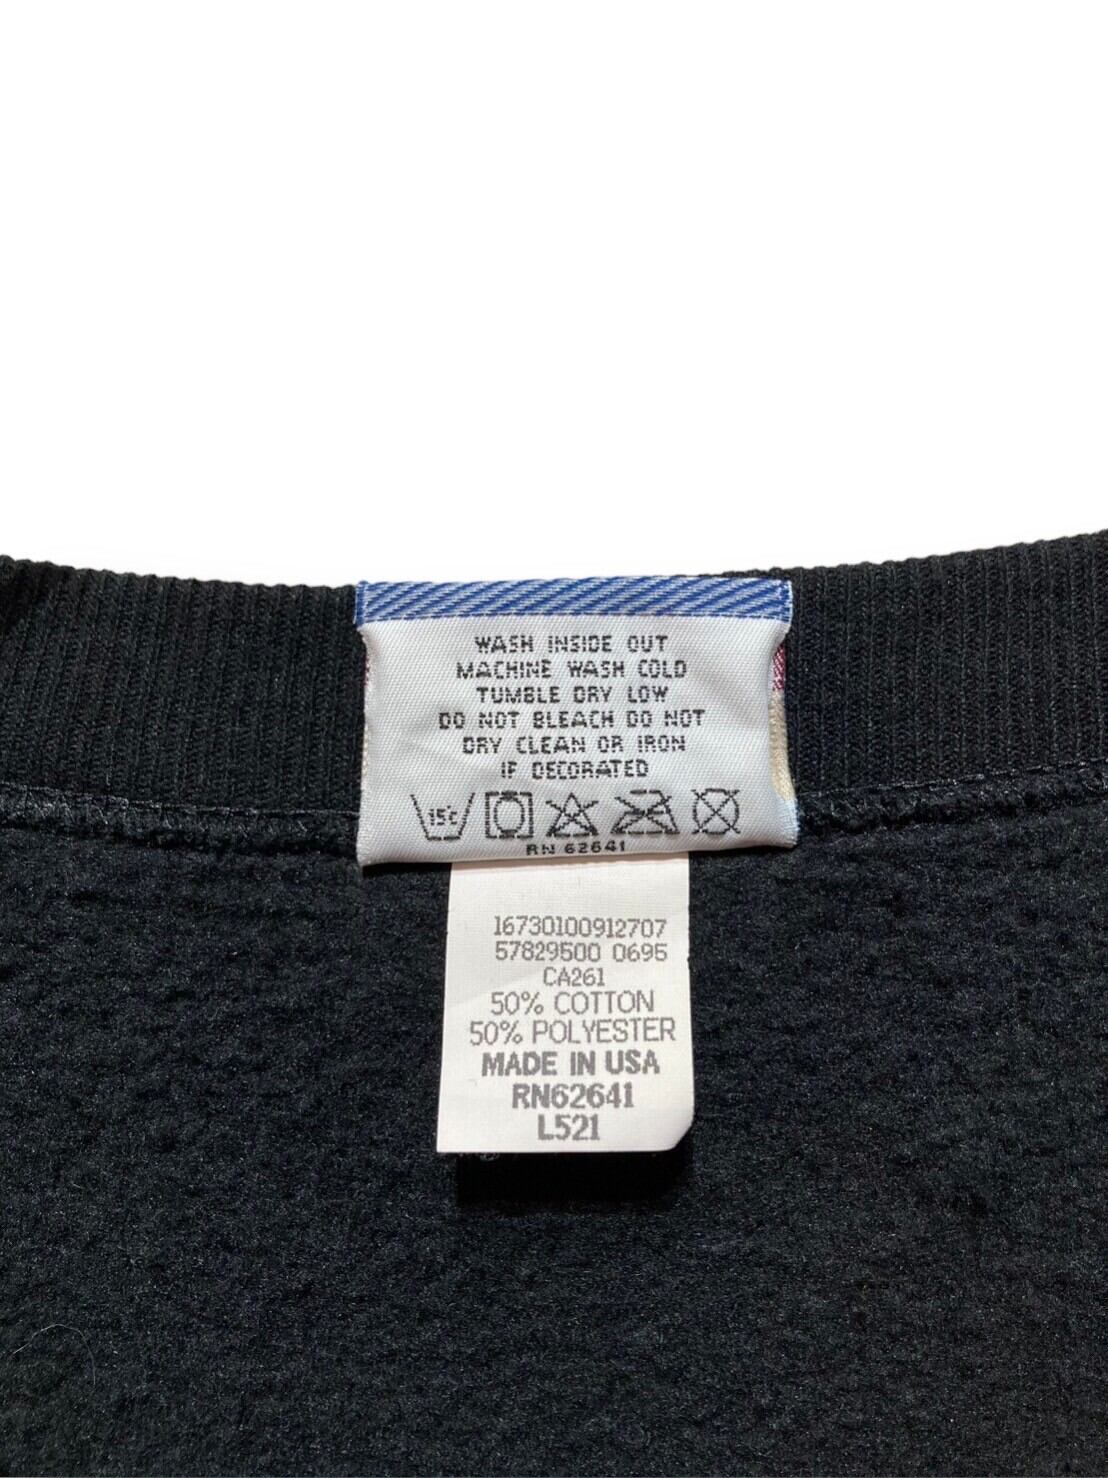 WASH INSIDE OUT
MACHINE WASH COLD
TUMBLE DRY LOW
DO NOT BLEACH DO NOT
DRY CLEAN OR IRON
IF DECORATED
15°c
RN 62641
16730100912707
57829500 0695
CA261
50% COTTON
50% POLYESTER
MADE IN USA
RN62641
L521